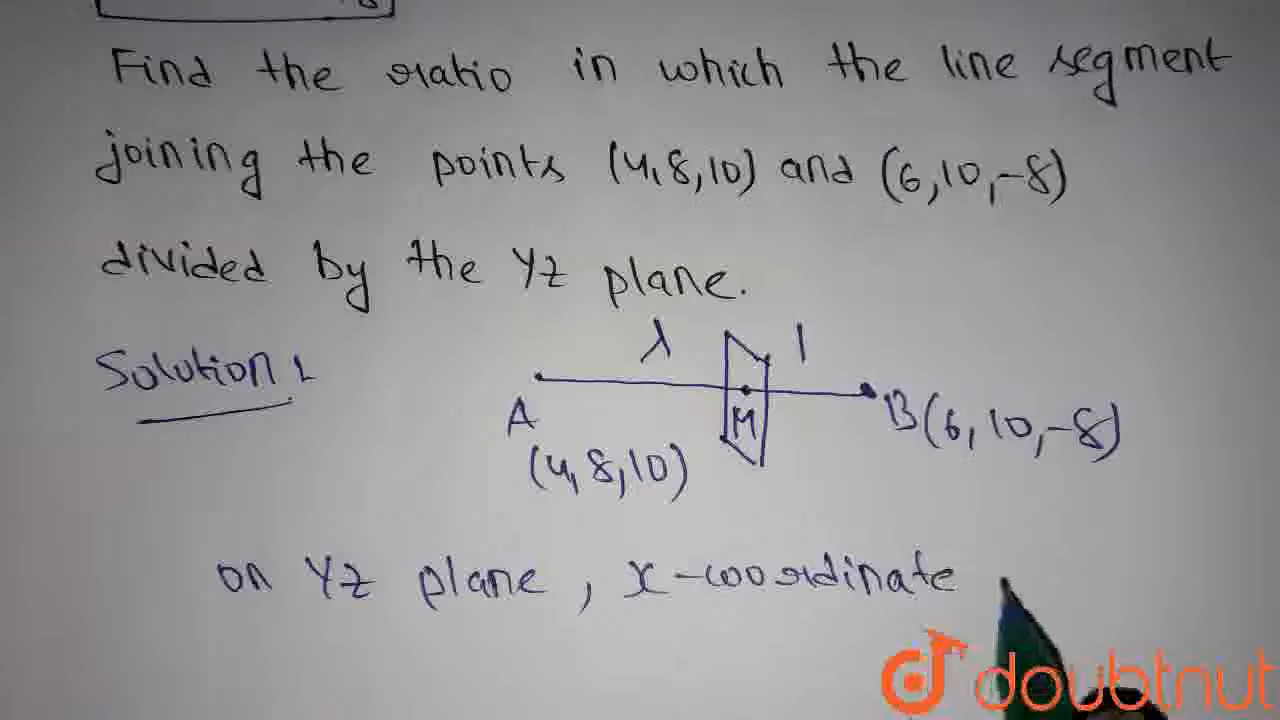 Find the ratio in which the line segment
joining the points (4,8,10) and (6,10,-8)
divided by the YZ plane.
Solution:
λ 1
A M B(6,10,-8)
(4,8,10)
on YZ plane, x-coordinate
doubtnut